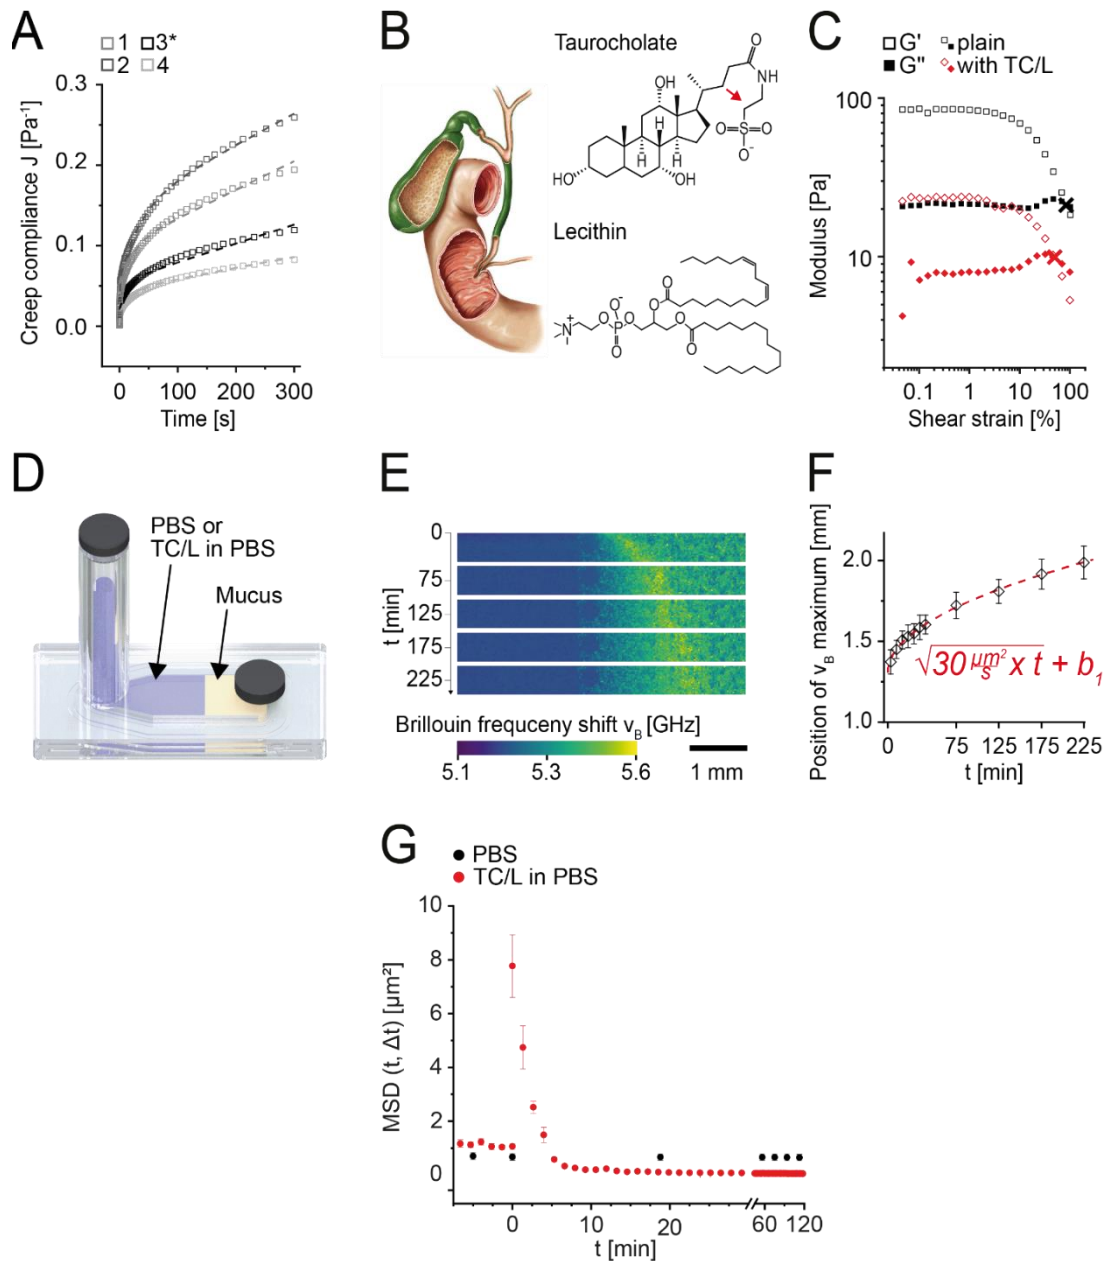 A
1
3*
2
4
0.3
0.2
0.1
0.0
Creep compliance J [Pa⁻¹]
0
100
200
300
Time [s]
B
Taurocholate
O
NH
OH
O=S=O
O⁻
H
H
H
HO
OH
Lecithin
O⁻
O
O
N⁺
O
P
O
O
O
O
C
G'
plain
G"
with TC/L
100
10
Modulus [Pa]
0.1
1
10
100
Shear strain [%]
D
PBS or
TC/L in PBS
Mucus
E
0
75
125
175
225
t [min]
Brillouin frequceny shift ν_B [GHz]
5.1
5.3
5.6
1 mm
F
2.0
1.5
1.0
Position of ν_B maximum [mm]
√30 μm²/s x t + b₁
0
75
125
175
225
t [min]
G
PBS
TC/L in PBS
10
8
6
4
2
0
MSD (t, Δt) [µm²]
0
10
20
60
120
t [min]